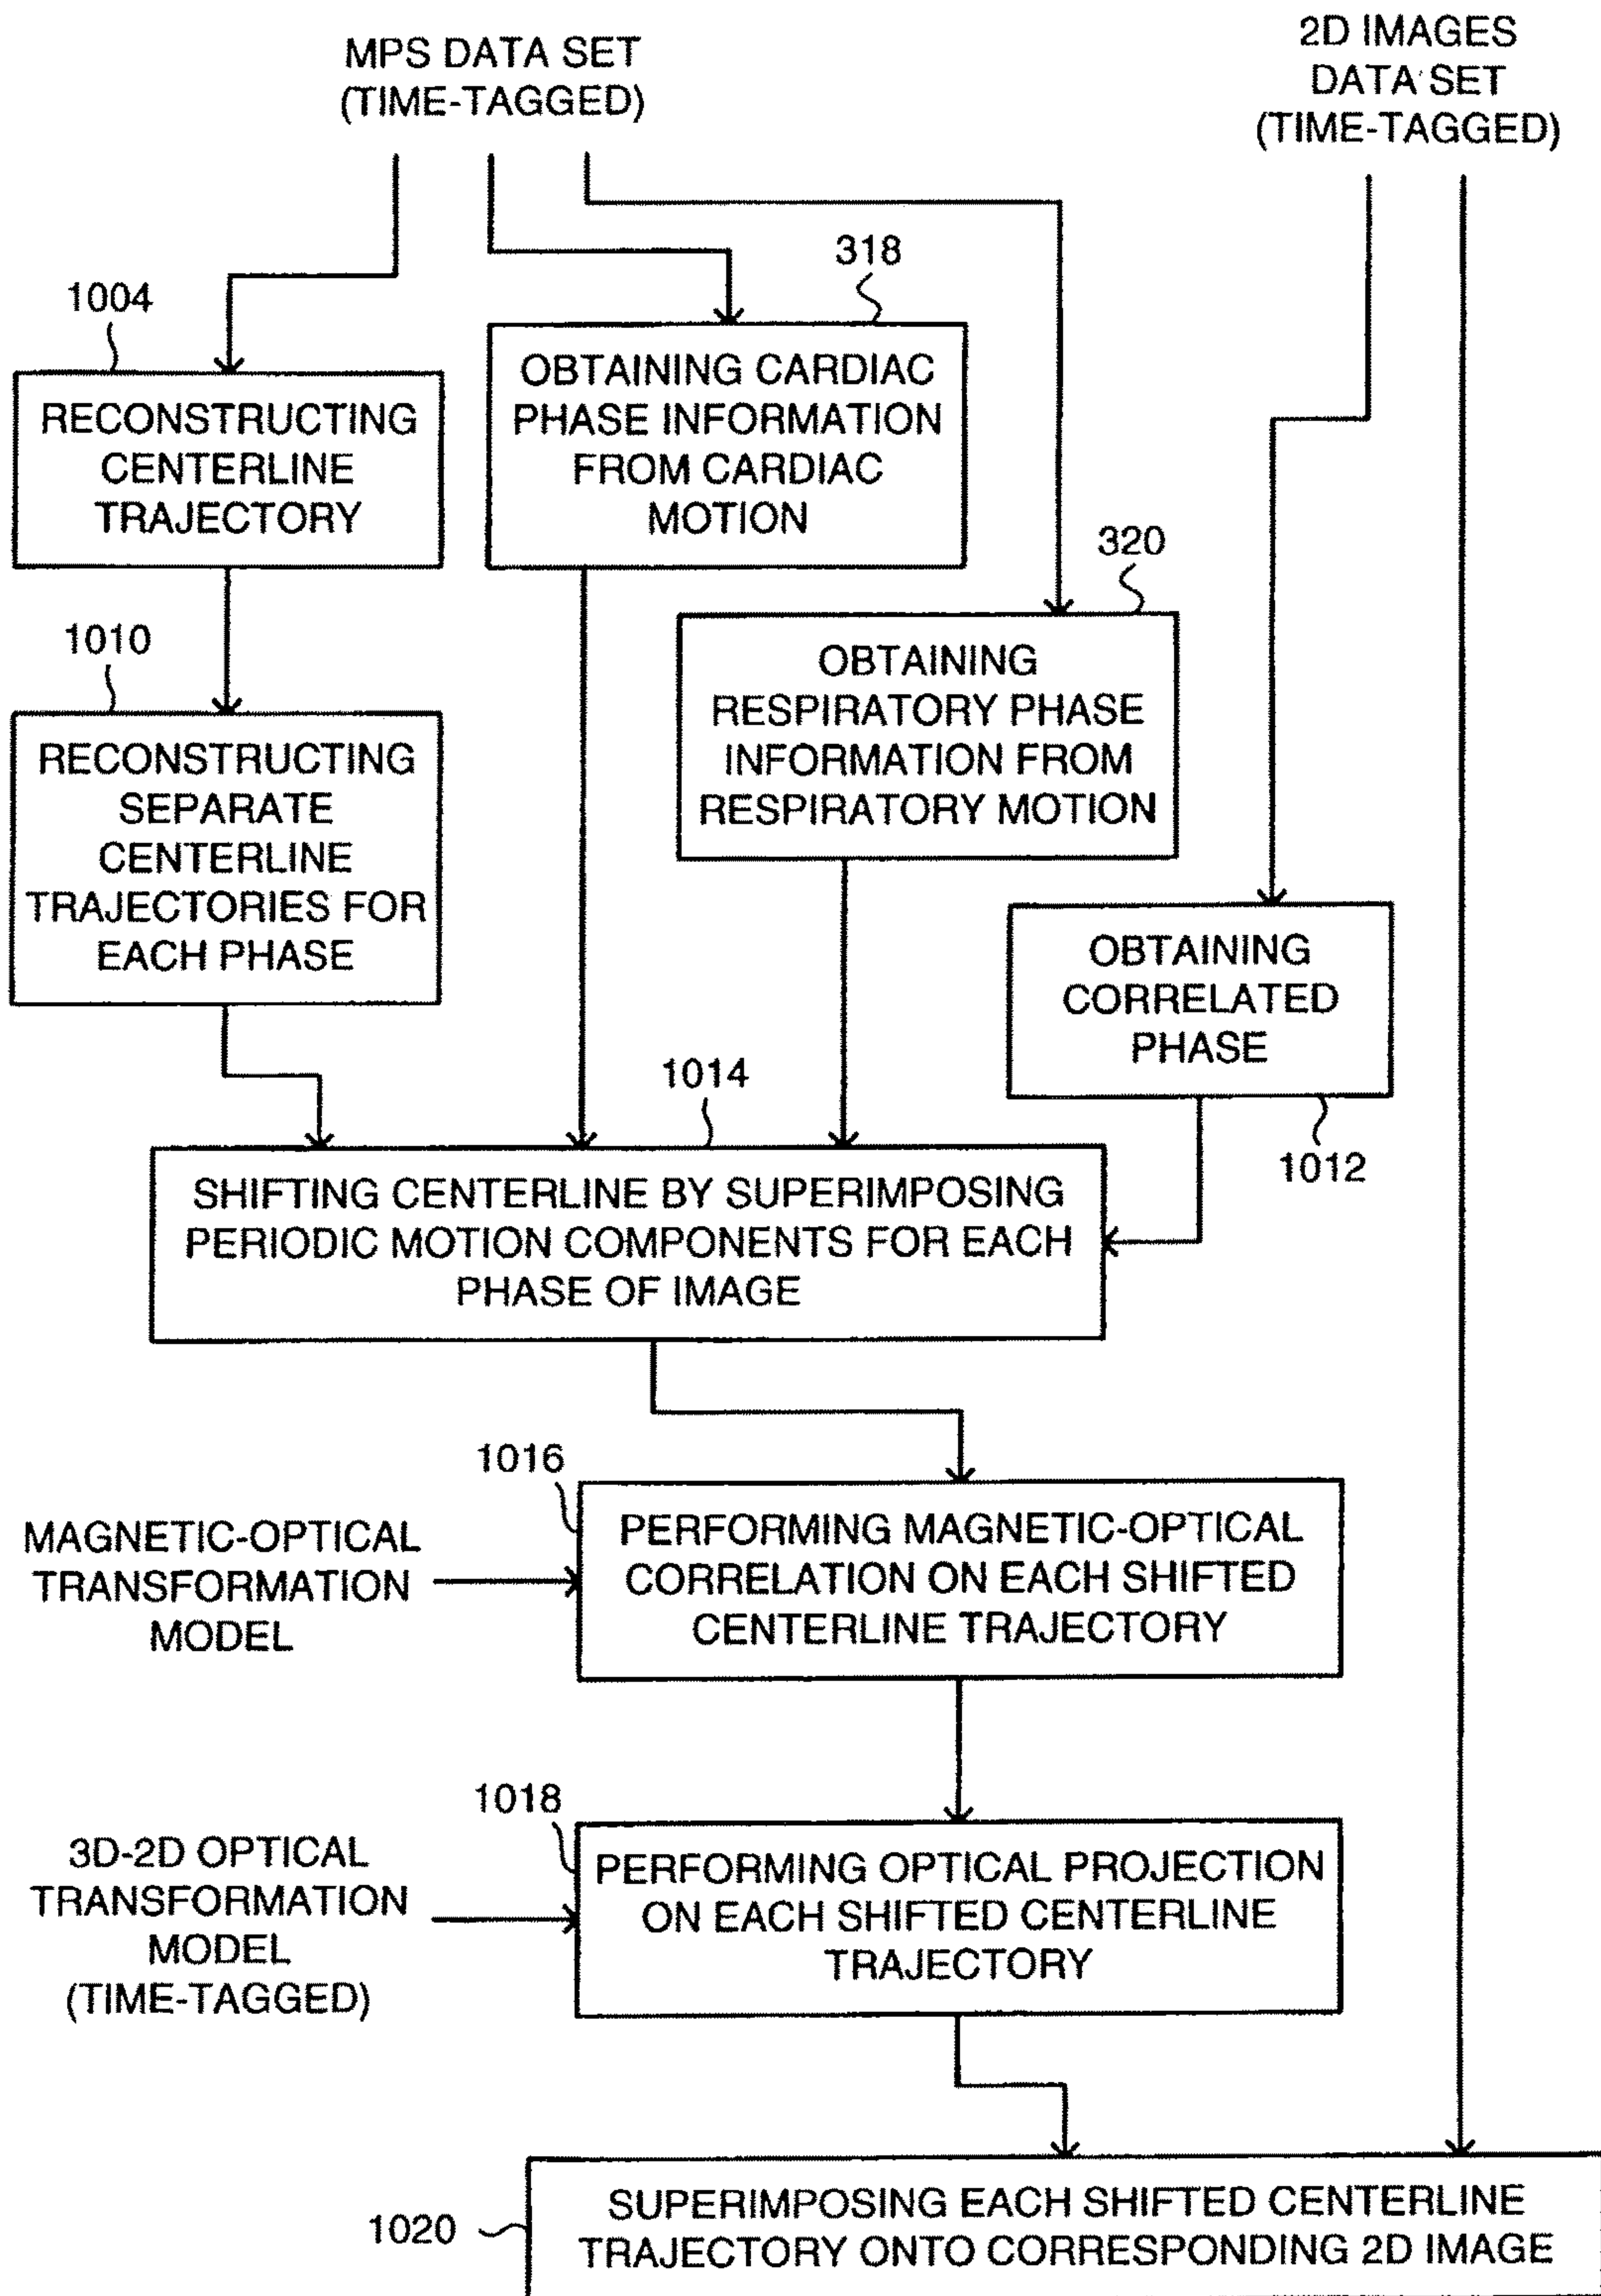 MPS DATA SET
(TIME-TAGGED)
2D IMAGES
DATA SET
(TIME-TAGGED)
318
1004
OBTAINING CARDIAC
PHASE INFORMATION
FROM CARDIAC
MOTION
RECONSTRUCTING
CENTERLINE
TRAJECTORY
320
1010
OBTAINING
RESPIRATORY PHASE
INFORMATION FROM
RESPIRATORY MOTION
RECONSTRUCTING
SEPARATE
CENTERLINE
TRAJECTORIES FOR
EACH PHASE
OBTAINING
CORRELATED
PHASE
1014
1012
SHIFTING CENTERLINE BY SUPERIMPOSING
PERIODIC MOTION COMPONENTS FOR EACH
PHASE OF IMAGE
1016
MAGNETIC-OPTICAL
TRANSFORMATION
MODEL
PERFORMING MAGNETIC-OPTICAL
CORRELATION ON EACH SHIFTED
CENTERLINE TRAJECTORY
1018
3D-2D OPTICAL
TRANSFORMATION
MODEL
(TIME-TAGGED)
PERFORMING OPTICAL PROJECTION
ON EACH SHIFTED CENTERLINE
TRAJECTORY
1020
SUPERIMPOSING EACH SHIFTED CENTERLINE
TRAJECTORY ONTO CORRESPONDING 2D IMAGE